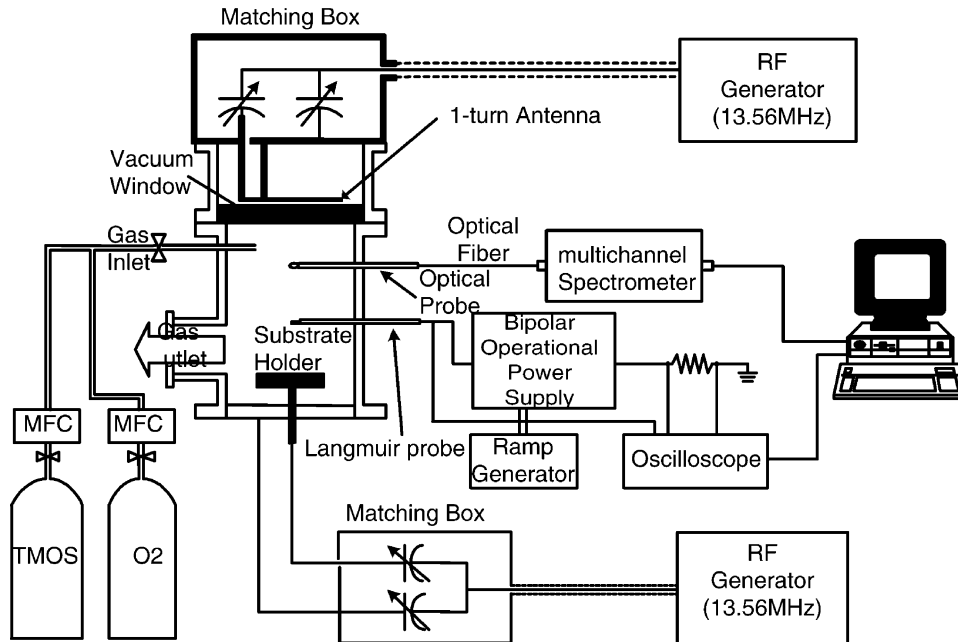 Matching Box
RF
Generator
(13.56MHz)
1-turn Antenna
Vacuum
Window
Gas
Inlet
Optical
Fiber
multichannel
Spectrometer
Optical
Probe
Gas
utlet
Substrate
Holder
Bipolar
Operational
Power
Supply
MFC
MFC
Langmuir probe
Ramp
Generator
Oscilloscope
Matching Box
TMOS
O2
RF
Generator
(13.56MHz)